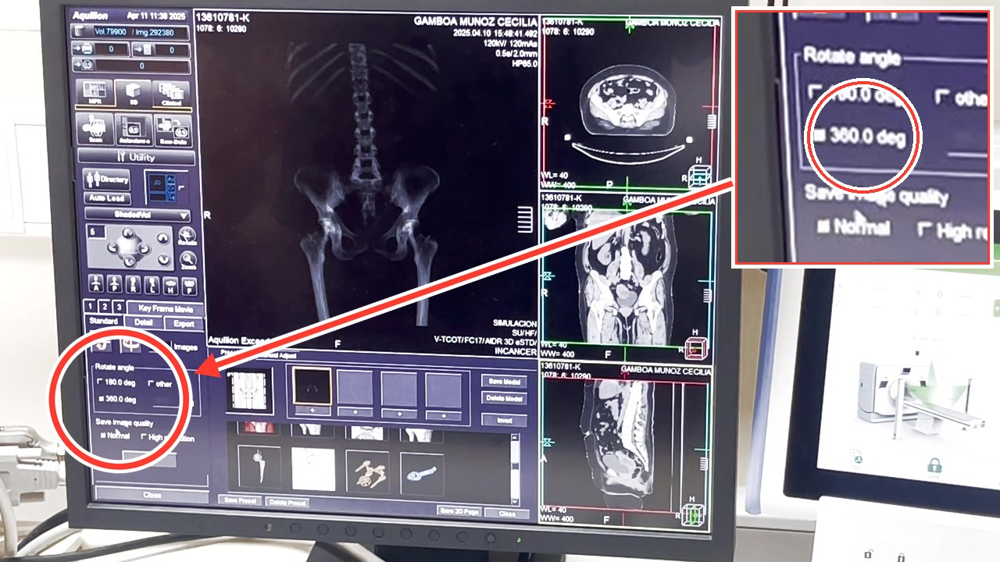 Aquilion
Apr 11 11:38 2025
Vol 79900 / Img 292380
0
0
0
MPR
3D
Clinical
Scan
Utility
Directory
Auto Load
ShadedVol
5
Rotate
Zoom
A
P
R
L
H
F
1
2
3
Key Frame Movie
Standard
Detail
Export
Images
Rotate angle
180.0 deg
other
360.0 deg
Save image quality
Normal
High
Close
13610781-K
1078: 6: 10290
GAMBOA MUNOZ CECILIA
2025.04.10 15:48:41.492
120kV/ 120mAs
0.5s/2.0mm
HP65.0
R
SIMULACION
SU/HF/
V-TCOT/FC17/AIDR 3D eSTD/
INCANCER
F
Adjust
Save Model
Delete Model
Invert
Save Preset
Delete Preset
Save 3D Page
Close
13610781-K
1078: 6: 10290
GAMBOA MUNOZ CECILIA
R
WL= 40
WW= 400
P
H
R
13610781-K
1078: 6: 10290
GAMBOA MUNOZ CECILIA
R
WL= 40
WW= 400
F
H
13610781-K
1078: 6: 10290
GAMBOA MUNOZ CECILIA
A
WL= 40
WW= 400
F
H
R
Rotate angle
180.0 deg
othe
360.0 deg
Save image quality
Normal
High re